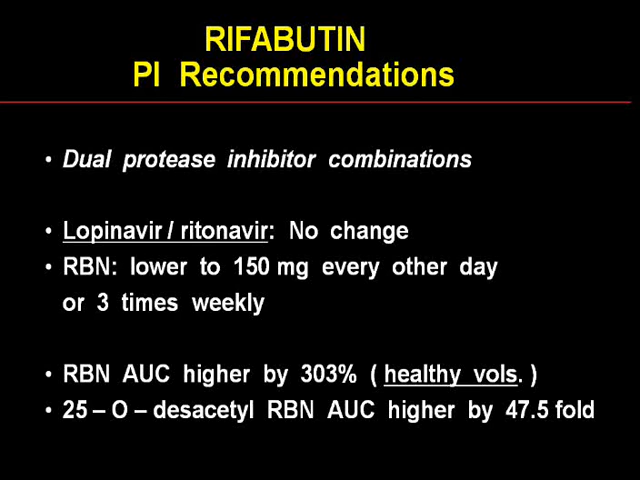 RIFABUTIN
PI Recommendations
• Dual protease inhibitor combinations
• Lopinavir / ritonavir: No change
• RBN: lower to 150 mg every other day
or 3 times weekly
• RBN AUC higher by 303% ( healthy vols. )
• 25 – O – desacetyl RBN AUC higher by 47.5 fold